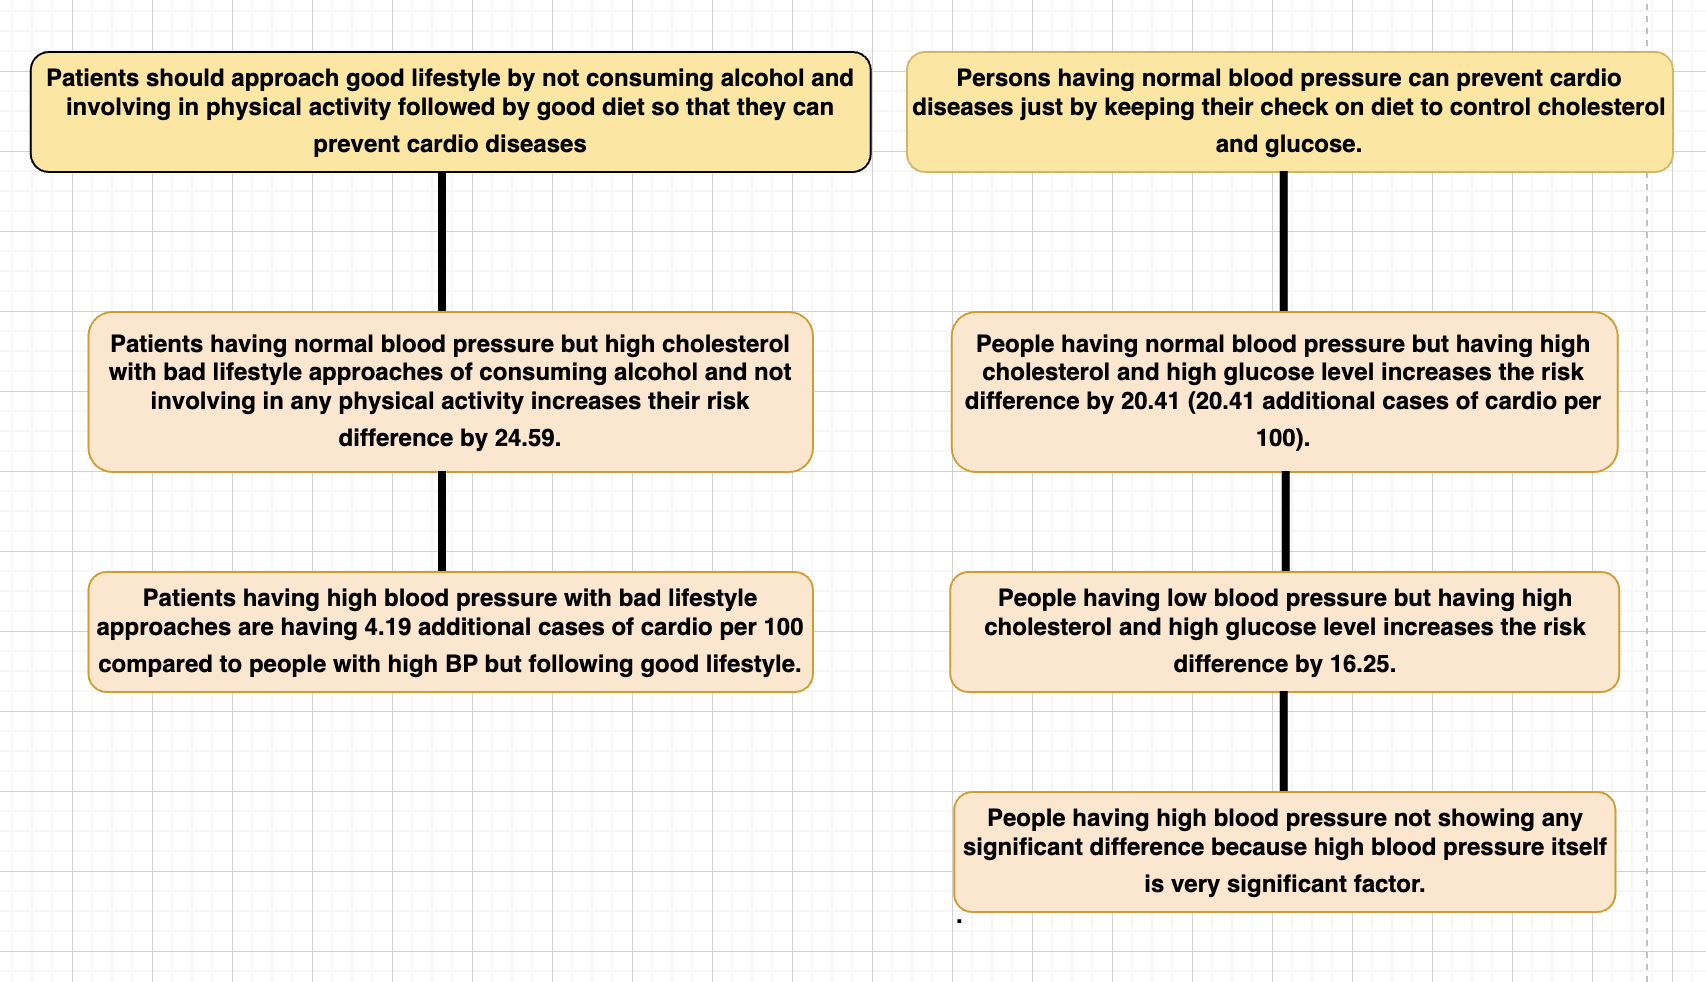 Patients should approach good lifestyle by not consuming alcohol and
involving in physical activity followed by good diet so that they can
prevent cardio diseases
Patients having normal blood pressure but high cholesterol
with bad lifestyle approaches of consuming alcohol and not
involving in any physical activity increases their risk
difference by 24.59.
Patients having high blood pressure with bad lifestyle
approaches are having 4.19 additional cases of cardio per 100
compared to people with high BP but following good lifestyle.
Persons having normal blood pressure can prevent cardio
diseases just by keeping their check on diet to control cholesterol
and glucose.
People having normal blood pressure but having high
cholesterol and high glucose level increases the risk
difference by 20.41 (20.41 additional cases of cardio per
100).
People having low blood pressure but having high
cholesterol and high glucose level increases the risk
difference by 16.25.
People having high blood pressure not showing any
significant difference because high blood pressure itself
is very significant factor.
.